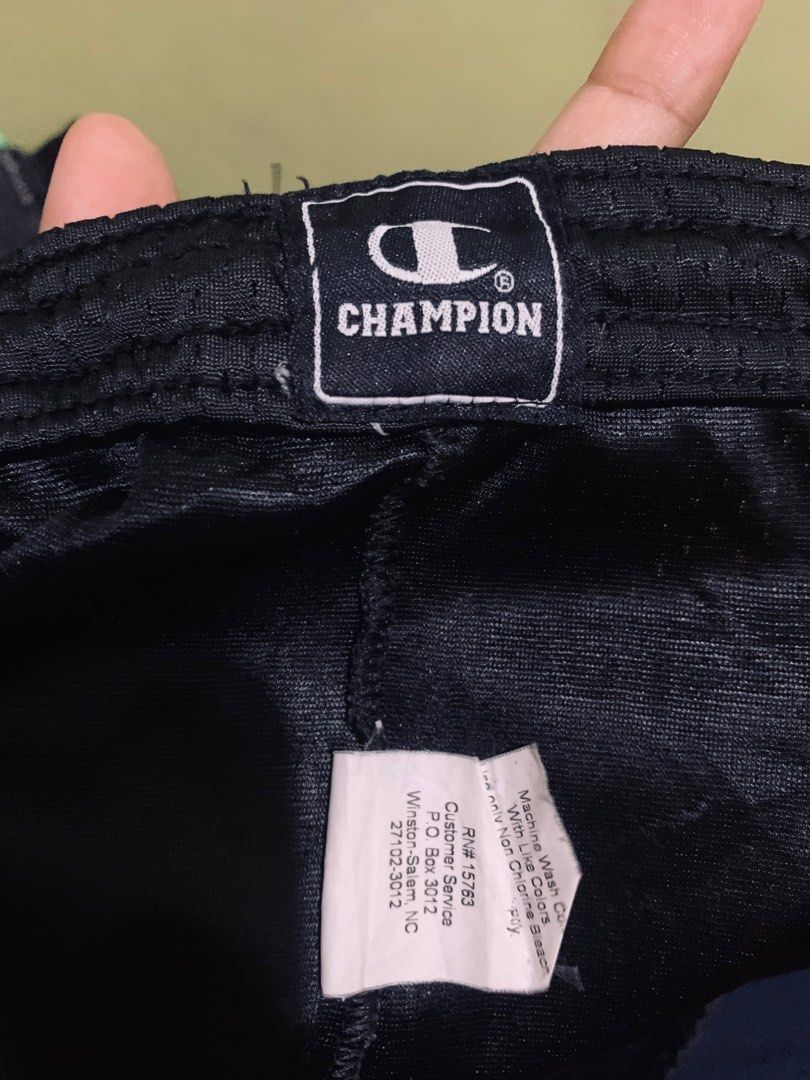 CHAMPION
®
Machine Wash Co
With Like Colors
only Non Chlorine Bleach
RN# 15763
Customer Service
P.O. Box 3012
Winston-Salem, NC
27102-3012